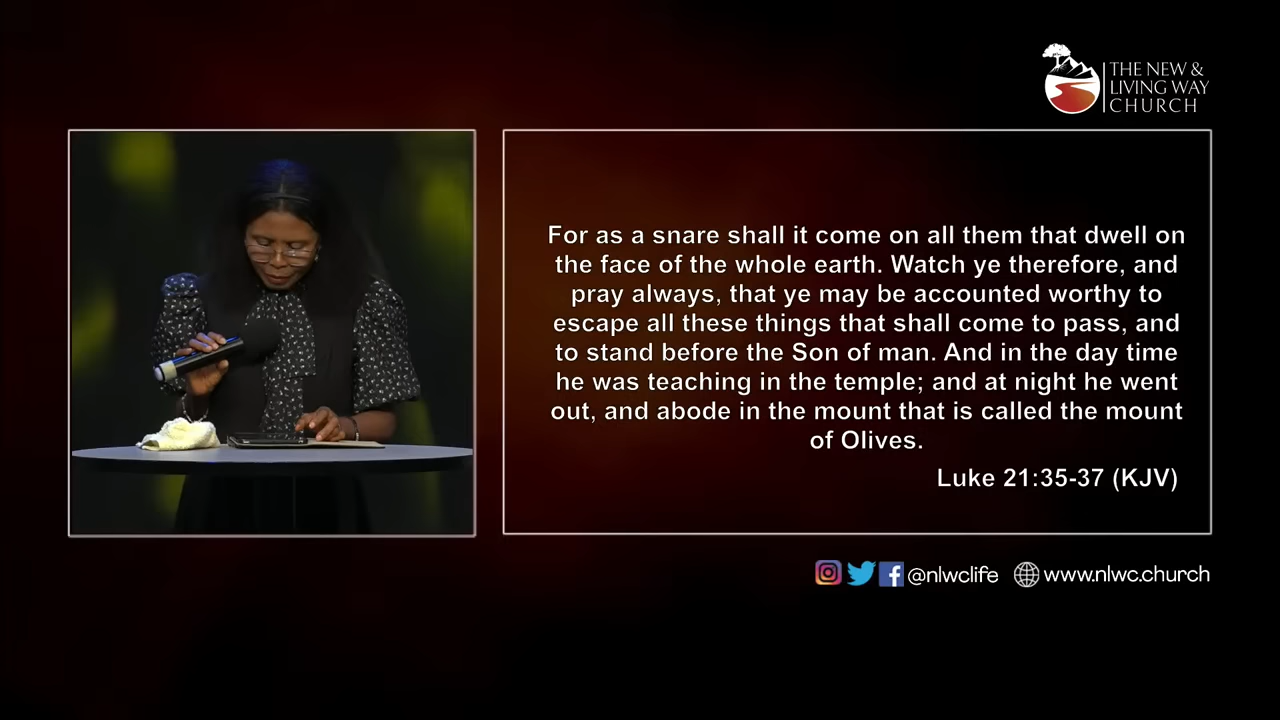 THE NEW &
LIVING WAY
CHURCH
For as a snare shall it come on all them that dwell on
the face of the whole earth. Watch ye therefore, and
pray always, that ye may be accounted worthy to
escape all these things that shall come to pass, and
to stand before the Son of man. And in the day time
he was teaching in the temple; and at night he went
out, and abode in the mount that is called the mount
of Olives.
Luke 21:35-37 (KJV)
@nlwclife www.nlwc.church